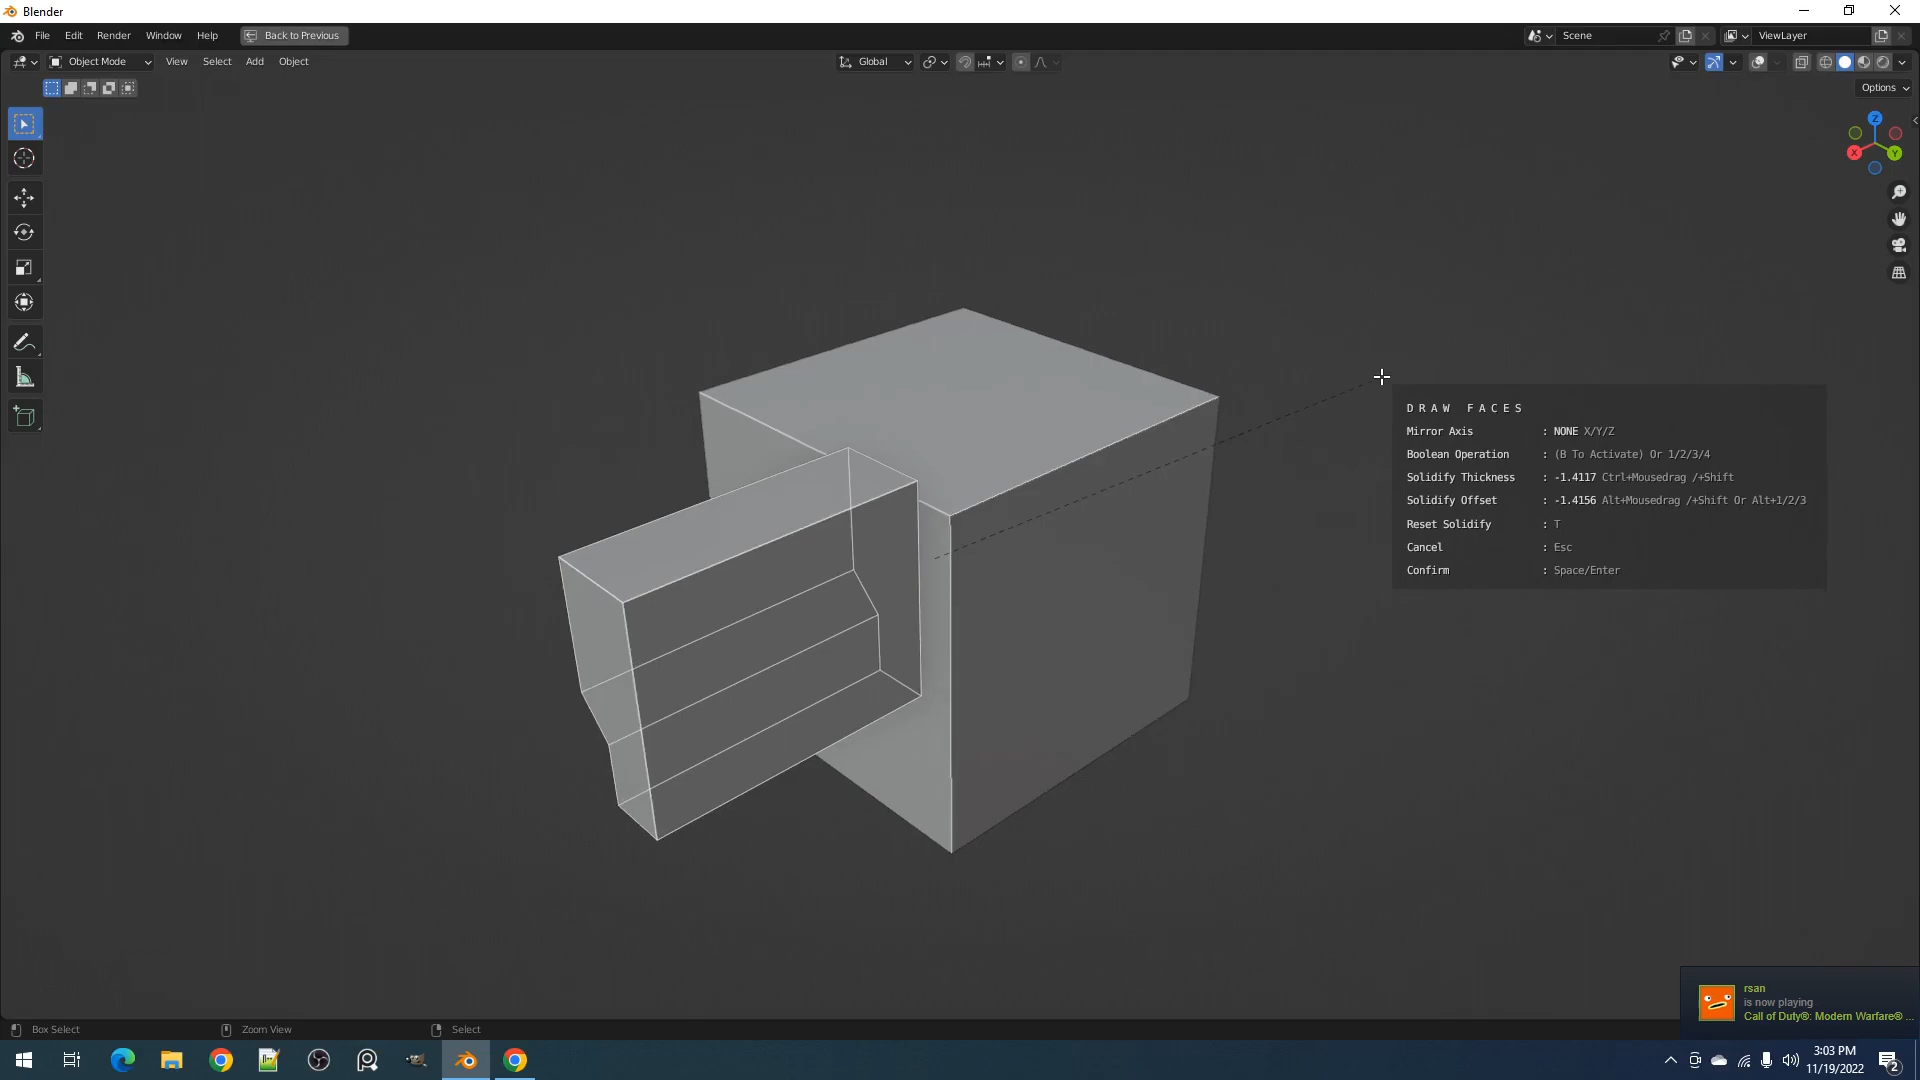 Blender
File Edit Render Window Help Back to Previous Scene ViewLayer
Object Mode View Select Add Object Global
Options
Z
X Y
DRAW FACES
Mirror Axis : NONE X/Y/Z
Boolean Operation : (B To Activate) Or 1/2/3/4
Solidify Thickness : -1.4117 Ctrl+Mousedrag /+Shift
Solidify Offset : -1.4156 Alt+Mousedrag /+Shift Or Alt+1/2/3
Reset Solidify : T
Cancel : Esc
Confirm : Space/Enter
rsan
is now playing
Call of Duty®: Modern Warfare® ...
Box Select Zoom View Select
3:03 PM
11/19/2022
2